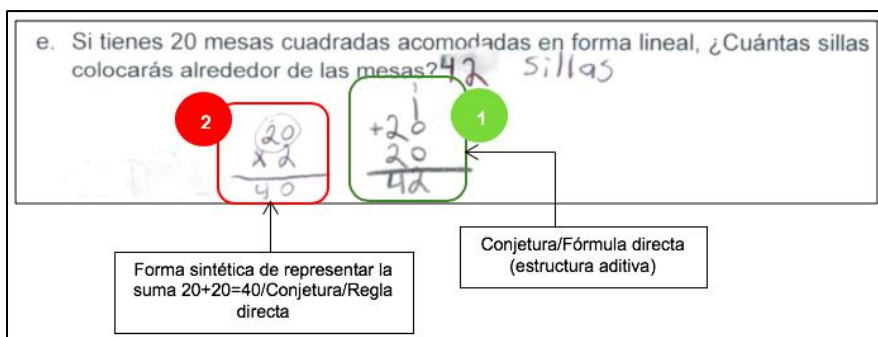 e. Si tienes 20 mesas cuadradas acomodadas en forma lineal, ¿Cuántas sillas
colocarás alrededor de las mesas? 42 sillas
2
20
x 2
40
1
1
1
+20
20
42
Forma sintética de representar la
suma 20+20=40/Conjetura/Regla
directa
Conjetura/Fórmula directa
(estructura aditiva)